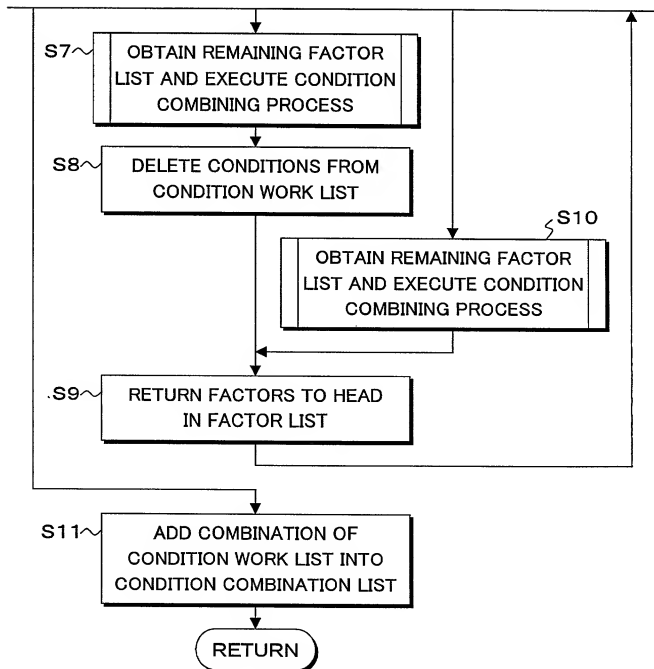 S7
OBTAIN REMAINING FACTOR
LIST AND EXECUTE CONDITION
COMBINING PROCESS
S8
DELETE CONDITIONS FROM
CONDITION WORK LIST
S10
OBTAIN REMAINING FACTOR
LIST AND EXECUTE CONDITION
COMBINING PROCESS
S9
RETURN FACTORS TO HEAD
IN FACTOR LIST
S11
ADD COMBINATION OF
CONDITION WORK LIST INTO
CONDITION COMBINATION LIST
RETURN